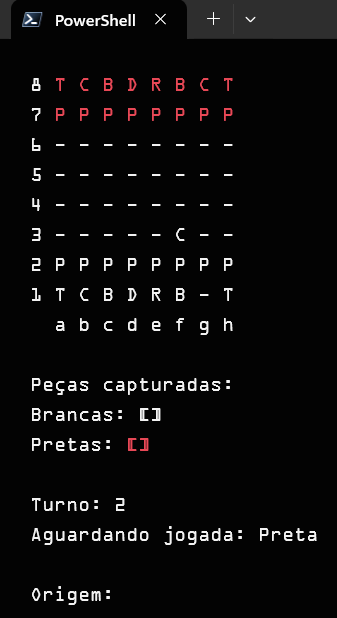 PowerShell
8 T C B D R B C T
7 P P P P P P P P
6 - - - - - - - -
5 - - - - - - - -
4 - - - - - - - -
3 - - - - - C - -
2 P P P P P P P P
1 T C B D R B - T
a b c d e f g h
Peças capturadas:
Brancas: []
Pretas: []
Turno: 2
Aguardando jogada: Preta
Origem: